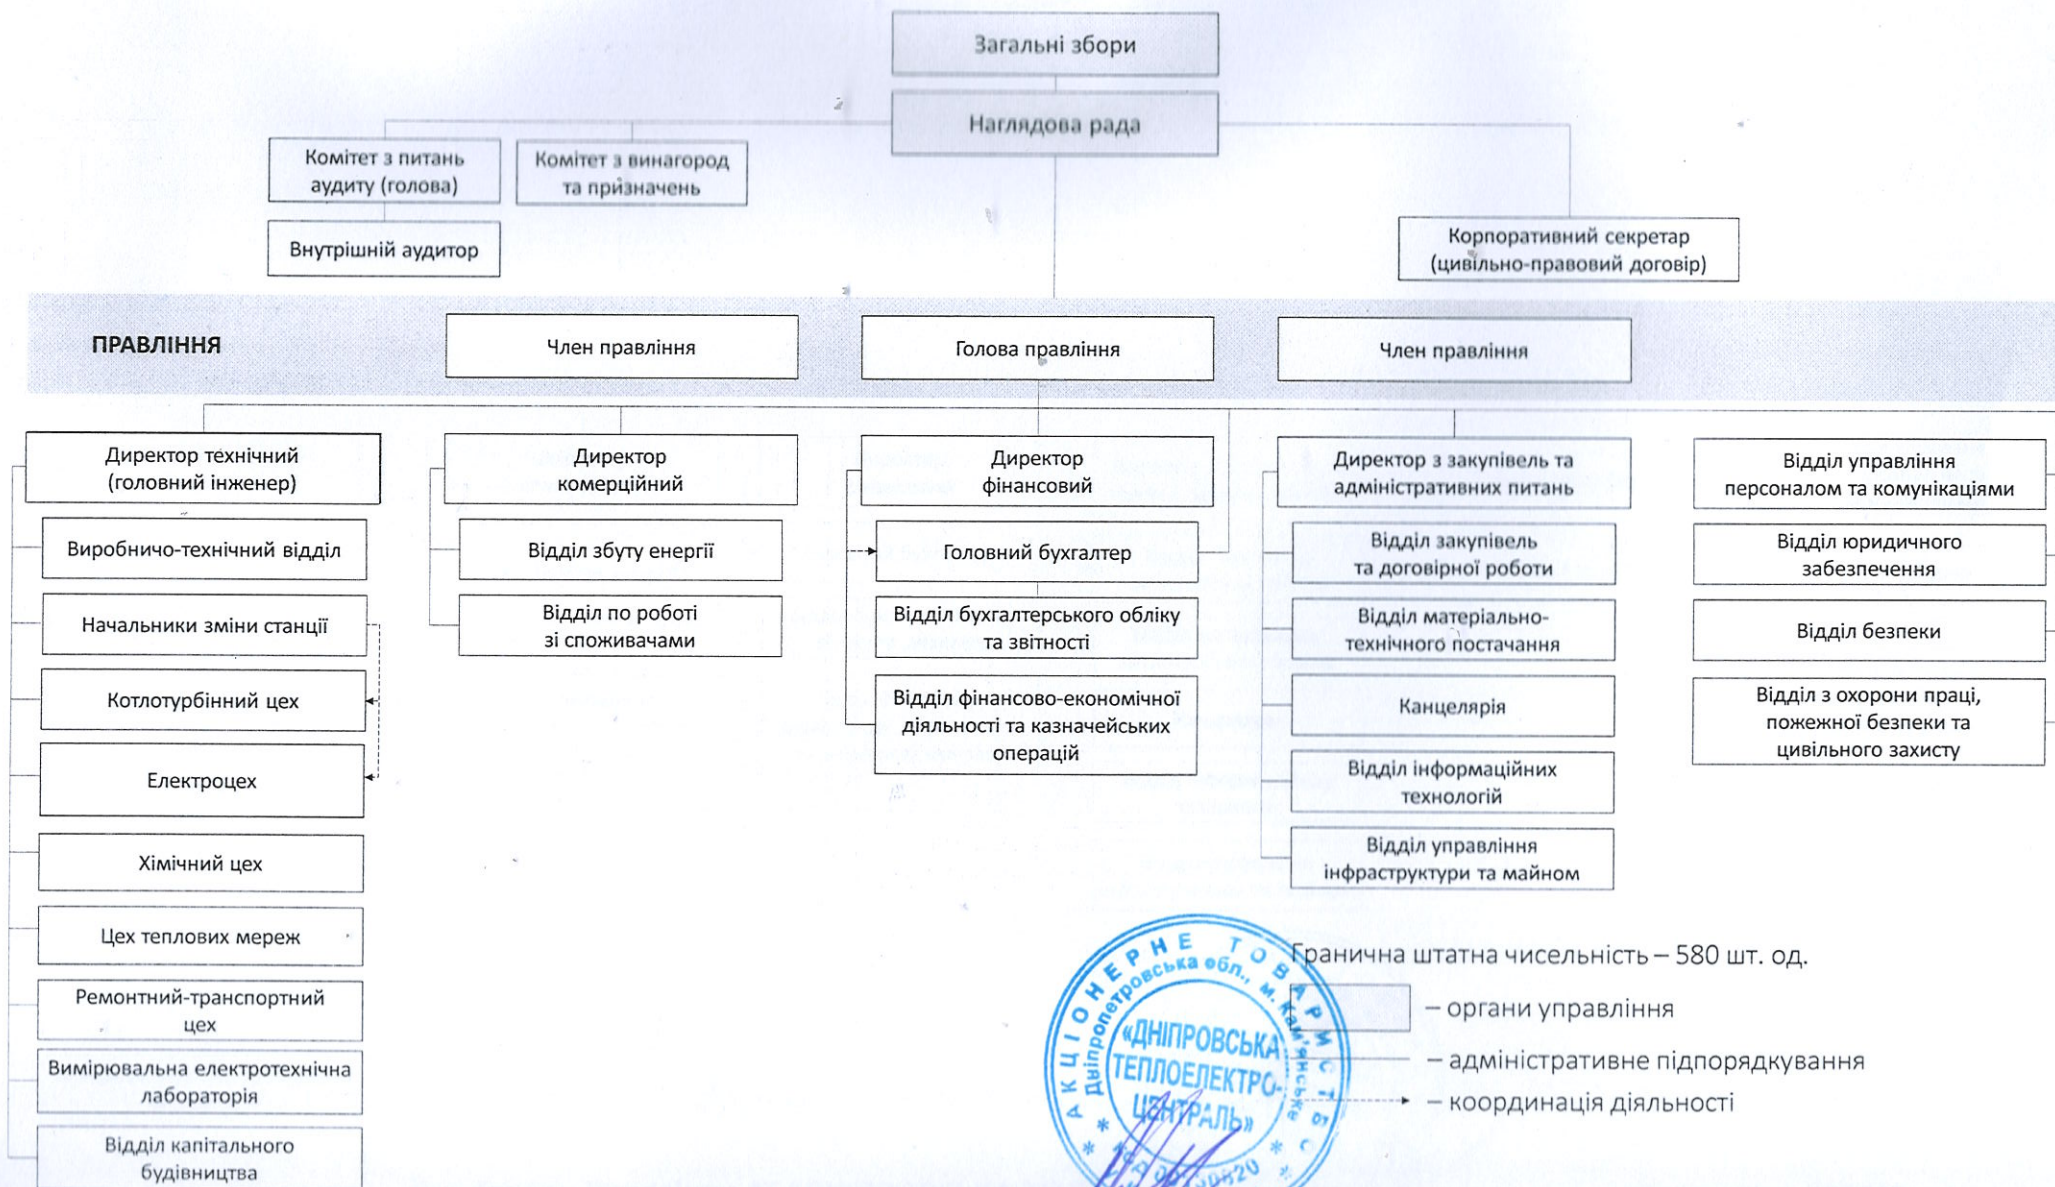 Загальні збори
Наглядова рада
Комітет з питань
аудиту (голова)
Комітет з винагород
та призначень
Внутрішній аудитор
Корпоративний секретар
(цивільно-правовий договір)
ПРАВЛІННЯ
Член правління
Голова правління
Член правління
Директор технічний
(головний інженер)
Виробничо-технічний відділ
Начальники зміни станції
Котлотурбінний цех
Електроцех
Хімічний цех
Цех теплових мереж
Ремонтний-транспортний
цех
Вимірювальна електротехнічна
лабораторія
Відділ капітального
будівництва
Директор
комерційний
Відділ збуту енергії
Відділ по роботі
зі споживачами
Директор
фінансовий
Головний бухгалтер
Відділ бухгалтерського обліку
та звітності
Відділ фінансово-економічної
діяльності та казначейських
операцій
Директор з закупівель та
адміністративних питань
Відділ закупівель
та договірної роботи
Відділ матеріально-
технічного постачання
Канцелярія
Відділ інформаційних
технологій
Відділ управління
інфраструктури та майном
Відділ управління
персоналом та комунікаціями
Відділ юридичного
забезпечення
Відділ безпеки
Відділ з охорони праці,
пожежної безпеки та
цивільного захисту
Гранична штатна чисельність – 580 шт. од.
– органи управління
– адміністративне підпорядкування
– координація діяльності
АКЦІОНЕРНЕ ТОВАРИСТВО
Дніпропетровська обл., м. Кам'янське
«ДНІПРОВСЬКА
ТЕПЛОЕЛЕКТРО-
ЦЕНТРАЛЬ»